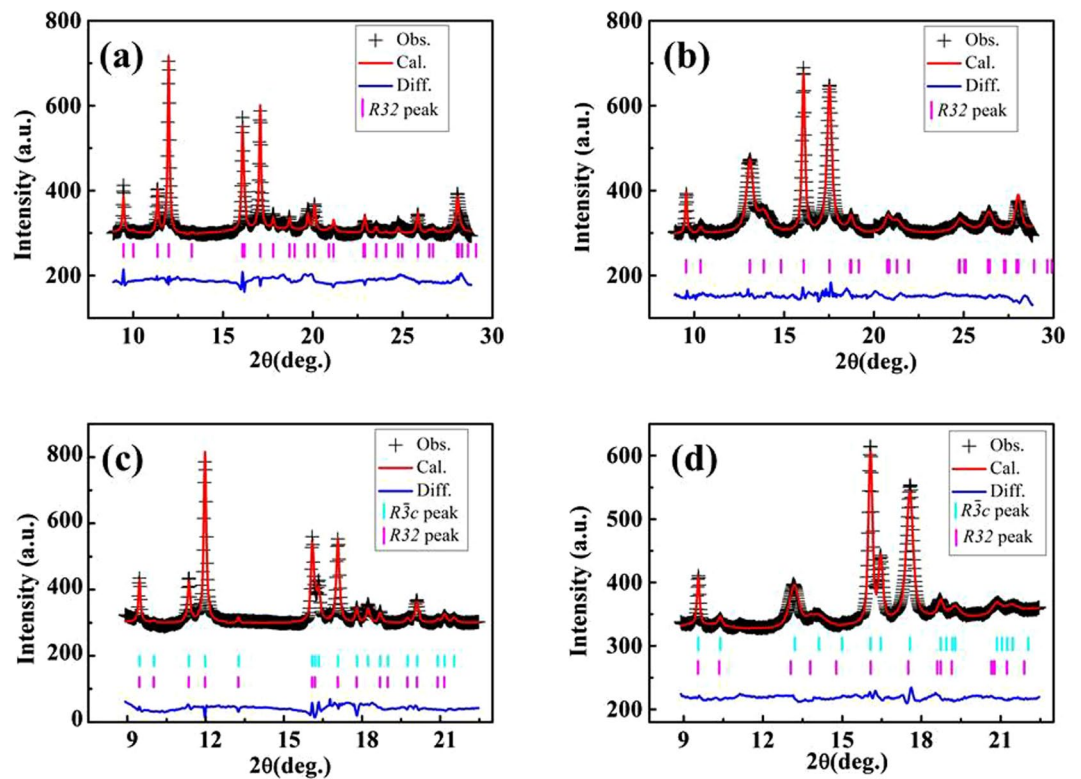 (a)
Obs.
Cal.
Diff.
R32 peak
800
600
400
200
Intensity (a.u.)
10 15 20 25 30
2θ(deg.)
(b)
Obs.
Cal.
Diff.
R32 peak
800
600
400
200
Intensity (a.u.)
10 15 20 25 30
2θ(deg.)
(c)
Obs.
Cal.
Diff.
R3̄c peak
R32 peak
800
600
400
200
0
Intensity (a.u.)
9 12 15 18 21
2θ(deg.)
(d)
Obs.
Cal.
Diff.
R3̄c peak
R32 peak
600
500
400
300
200
Intensity (a.u.)
9 12 15 18 21
2θ(deg.)